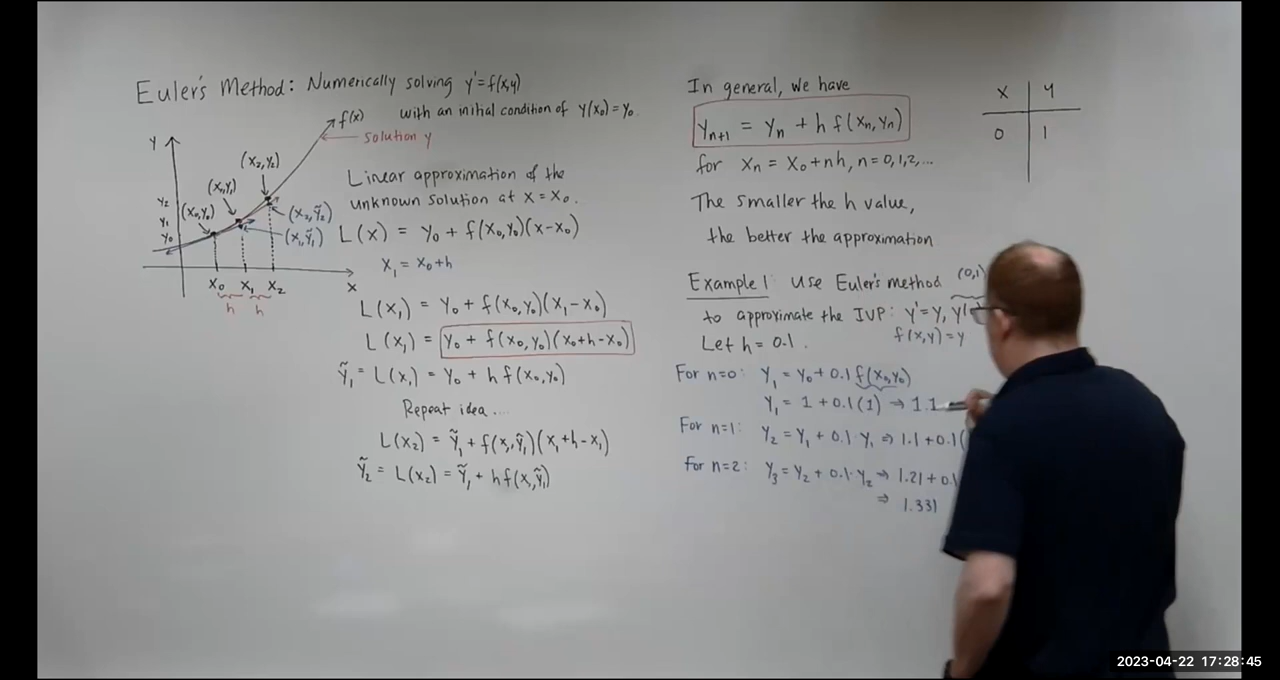 Euler's Method: Numerically solving y'=f(x,y)
with an initial condition of y(x₀)=y₀.
f(x)
solution y
y
(x₂,y₂)
(x₁,y₁)
(x₀,y₀)
y₂
y₁
y₀
(x₂,ỹ₂)
(x₁,ỹ₁)
x₀ x₁ x₂ x
h h
Linear approximation of the
unknown solution at x=x₀.
L(x) = y₀ + f(x₀,y₀)(x-x₀)
x₁ = x₀+h
L(x₁) = y₀ + f(x₀,y₀)(x₁-x₀)
L(x₁) = y₀ + f(x₀,y₀)(x₀+h-x₀)
ỹ₁ = L(x₁) = y₀ + h f(x₀,y₀)
Repeat idea....
L(x₂) = ỹ₁ + f(x₁,ỹ₁)(x₁+h-x₁)
ỹ₂ = L(x₂) = ỹ₁ + h f(x₁,ỹ₁)
In general, we have
yₙ₊₁ = yₙ + h f(xₙ,yₙ)
for xₙ = x₀+nh, n=0,1,2,...
The smaller the h value,
the better the approximation
Example 1: Use Euler's method
(0,1)
to approximate the IVP: y'=y, y(
f(x,y)=y
Let h = 0.1.
For n=0: y₁ = y₀ + 0.1 f(x₀,y₀)
y₁ = 1 + 0.1(1) ⇒ 1.1
For n=1: y₂ = y₁ + 0.1·y₁ ⇒ 1.1+0.1(
For n=2: y₃ = y₂ + 0.1·y₂ ⇒ 1.21+0.1
⇒ 1.331
x y
0 1
2023-04-22 17:28:45